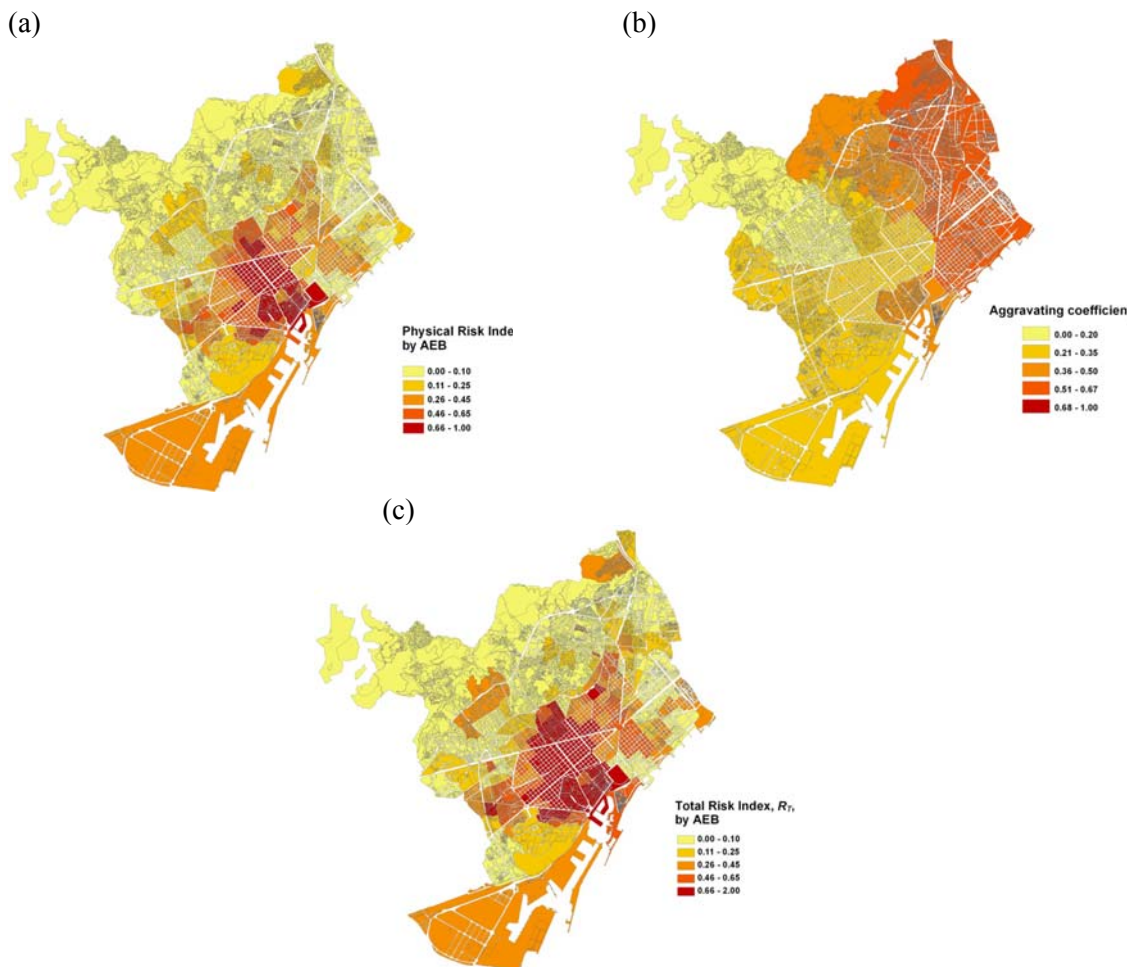 (a)
(b)
Physical Risk Inde
by AEB
0.00 - 0.10
0.11 - 0.25
0.26 - 0.45
0.46 - 0.65
0.66 - 1.00
Aggravating coefficien
0.00 - 0.20
0.21 - 0.35
0.36 - 0.50
0.51 - 0.67
0.68 - 1.00
(c)
Total Risk Index, R_T,
by AEB
0.00 - 0.10
0.11 - 0.25
0.26 - 0.45
0.46 - 0.65
0.66 - 2.00